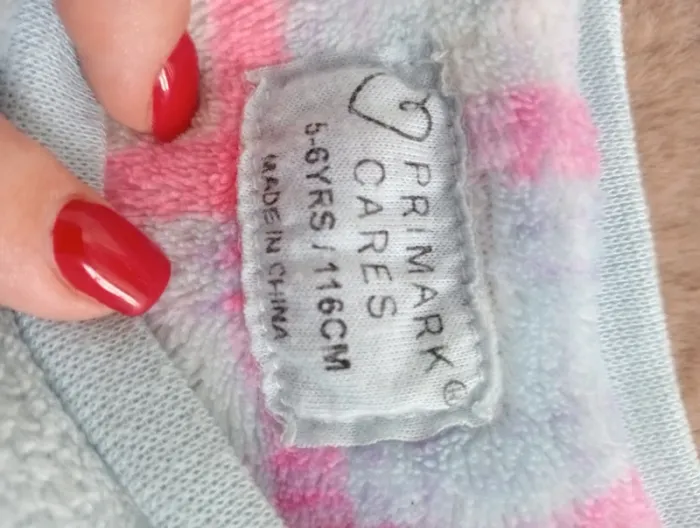 PRIMARK®
CARES
5-6YRS / 116CM
MADE IN CHINA